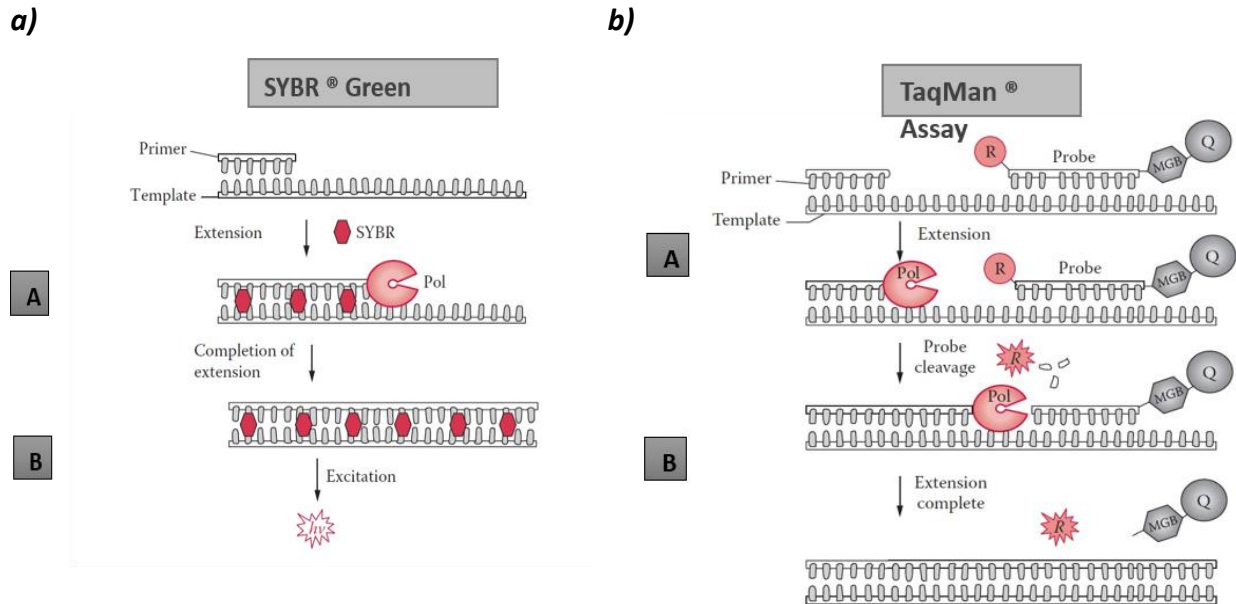 a)
SYBR ® Green
Primer
Template
Extension
SYBR
A
Pol
Completion of
extension
B
Excitation
hν
b)
TaqMan ®
Assay
R
Probe
MGB
Q
Primer
Template
A
Extension
Pol
R
Probe
MGB
Q
Probe
cleavage
R
Pol
MGB
Q
B
Extension
complete
R
MGB
Q